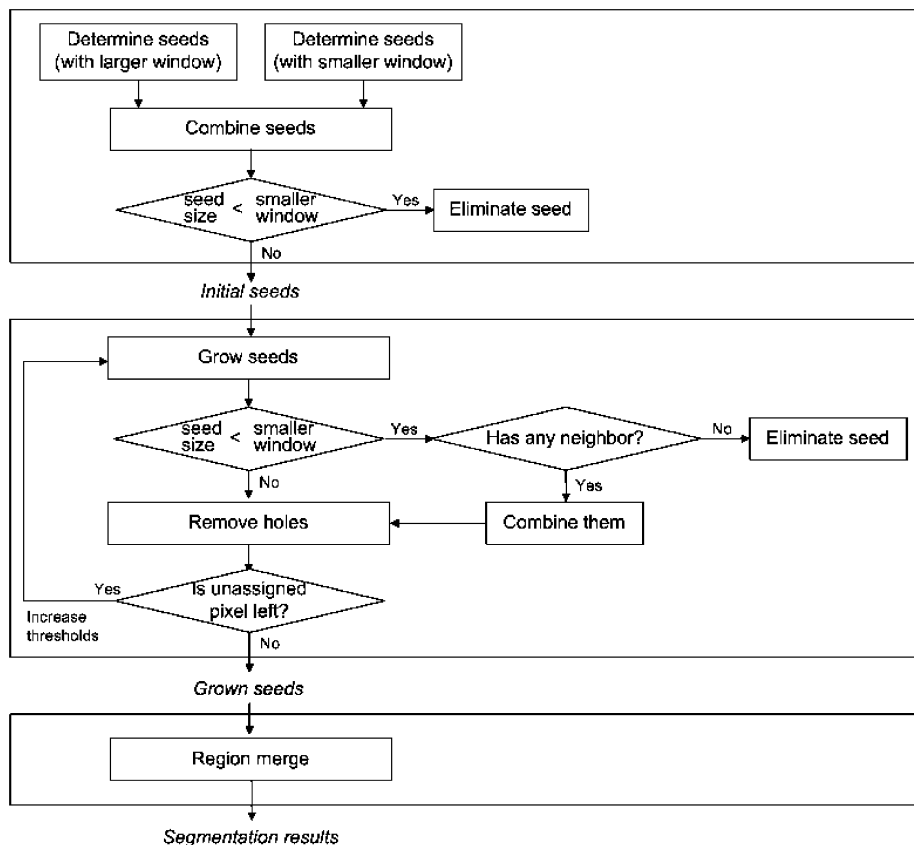 Determine seeds
(with larger window)
Determine seeds
(with smaller window)
Combine seeds
seed size < smaller window
Yes
Eliminate seed
No
Initial seeds
Grow seeds
seed size < smaller window
Yes
Has any neighbor?
No
Eliminate seed
No
Yes
Remove holes
Combine them
Yes
Is unassigned
pixel left?
Increase
thresholds
No
Grown seeds
Region merge
Segmentation results